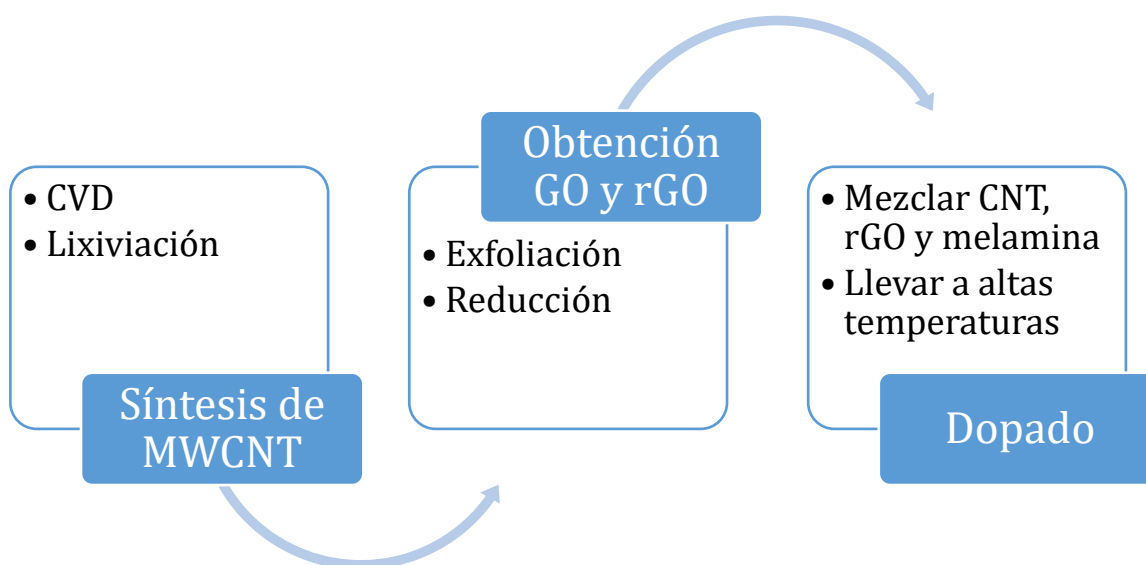 • CVD
• Lixiviación
Síntesis de
MWCNT
Obtención
GO y rGO
• Exfoliación
• Reducción
• Mezclar CNT,
rGO y melamina
• Llevar a altas
temperaturas
Dopado